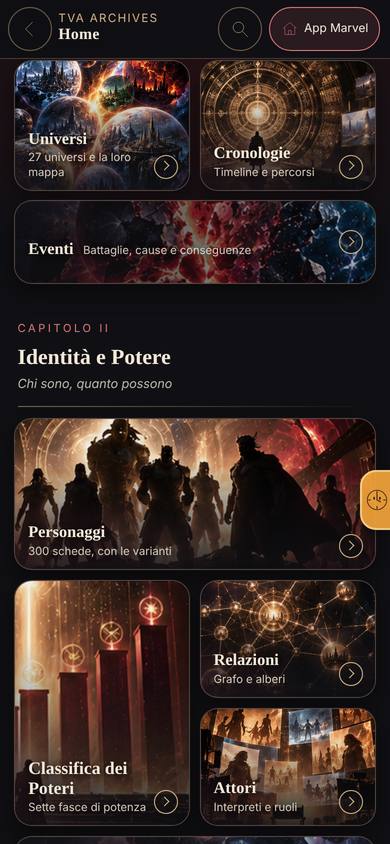 TVA ARCHIVES
Home
App Marvel
Universi
27 universi e la loro
mappa
Cronologie
Timeline e percorsi
Eventi Battaglie, cause e conseguenze
CAPITOLO II
Identità e Potere
Chi sono, quanto possono
Personaggi
300 schede, con le varianti
Relazioni
Grafo e alberi
Classifica dei
Poteri
Sette fasce di potenza
Attori
Interpreti e ruoli